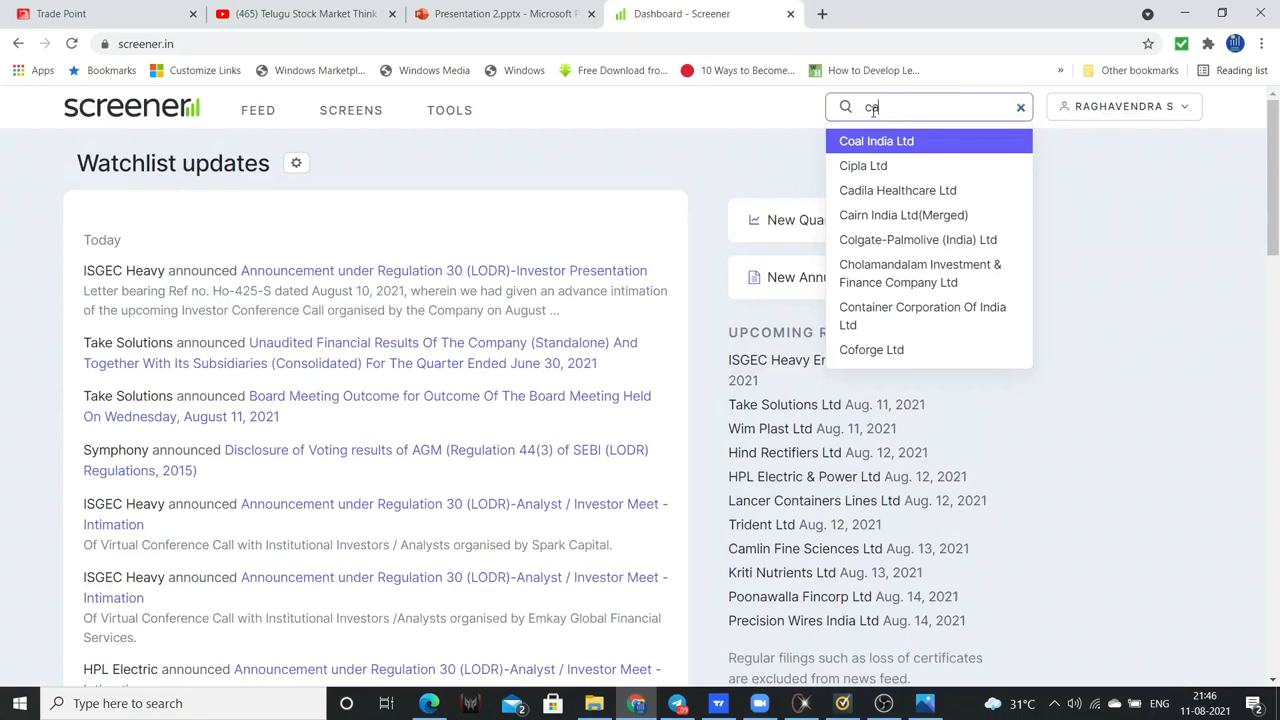 Trade Point
(465) Telugu Stock Market Think
Presentation 2.pptx - Microsoft P
Dashboard - Screener
screener.in
Apps
Bookmarks
Customize Links
Windows Marketpl...
Windows Media
Windows
Free Download fro...
10 Ways to Become...
How to Develop Le...
»
Other bookmarks
Reading list
screener
FEED
SCREENS
TOOLS
ca
RAGHAVENDRA S
Coal India Ltd
Cipla Ltd
Cadila Healthcare Ltd
Cairn India Ltd(Merged)
Colgate-Palmolive (India) Ltd
Cholamandalam Investment &
Finance Company Ltd
Container Corporation Of India
Ltd
Coforge Ltd
Watchlist updates
Today
ISGEC Heavy announced Announcement under Regulation 30 (LODR)-Investor Presentation
Letter bearing Ref no. Ho-425-S dated August 10, 2021, wherein we had given an advance intimation
of the upcoming Investor Conference Call organised by the Company on August ...
Take Solutions announced Unaudited Financial Results Of The Company (Standalone) And
Together With Its Subsidiaries (Consolidated) For The Quarter Ended June 30, 2021
Take Solutions announced Board Meeting Outcome for Outcome Of The Board Meeting Held
On Wednesday, August 11, 2021
Symphony announced Disclosure of Voting results of AGM (Regulation 44(3) of SEBI (LODR)
Regulations, 2015)
ISGEC Heavy announced Announcement under Regulation 30 (LODR)-Analyst / Investor Meet -
Intimation
Of Virtual Conference Call with Institutional Investors / Analysts organised by Spark Capital.
ISGEC Heavy announced Announcement under Regulation 30 (LODR)-Analyst / Investor Meet -
Intimation
Of Virtual Conference Call with Institutional Investors /Analysts organised by Emkay Global Financial
Services.
HPL Electric announced Announcement under Regulation 30 (LODR)-Analyst / Investor Meet -
New Qua
New Annu
UPCOMING R
ISGEC Heavy En
2021
Take Solutions Ltd Aug. 11, 2021
Wim Plast Ltd Aug. 11, 2021
Hind Rectifiers Ltd Aug. 12, 2021
HPL Electric & Power Ltd Aug. 12, 2021
Lancer Containers Lines Ltd Aug. 12, 2021
Trident Ltd Aug. 12, 2021
Camlin Fine Sciences Ltd Aug. 13, 2021
Kriti Nutrients Ltd Aug. 13, 2021
Poonawalla Fincorp Ltd Aug. 14, 2021
Precision Wires India Ltd Aug. 14, 2021
Regular filings such as loss of certificates
are excluded from news feed.
Type here to search
31°C
ENG
21:46
11-08-2021